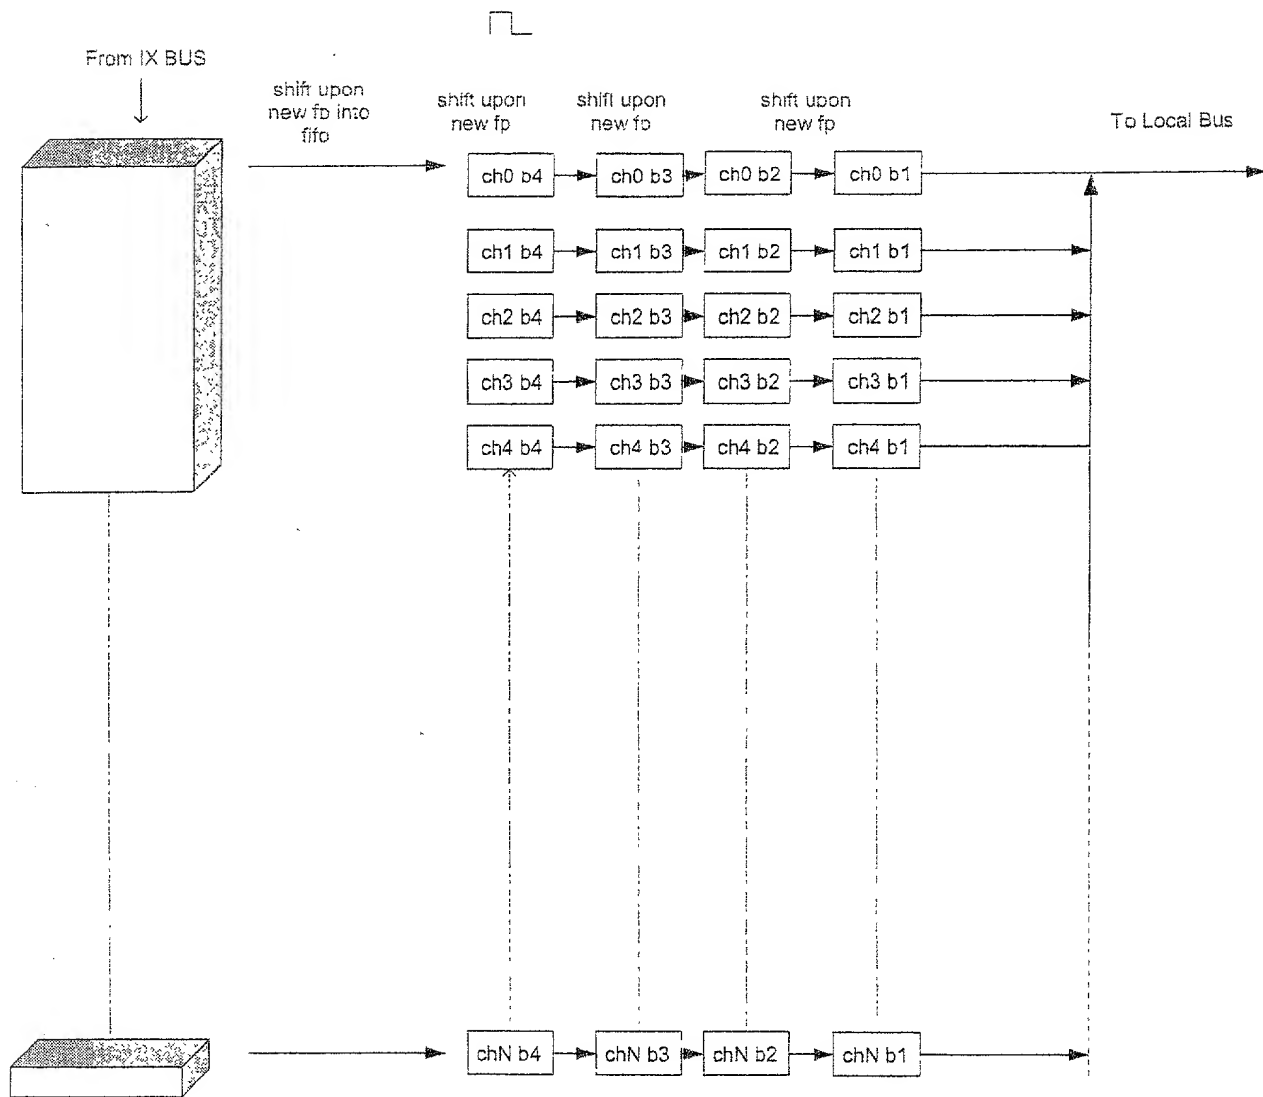 From IX BUS
shift upon
new fp into
fifo
shift upon
new fp
shift upon
new fp
shift upon
new fp
To Local Bus
ch0 b4
ch0 b3
ch0 b2
ch0 b1
ch1 b4
ch1 b3
ch1 b2
ch1 b1
ch2 b4
ch2 b3
ch2 b2
ch2 b1
ch3 b4
ch3 b3
ch3 b2
ch3 b1
ch4 b4
ch4 b3
ch4 b2
ch4 b1
chN b4
chN b3
chN b2
chN b1